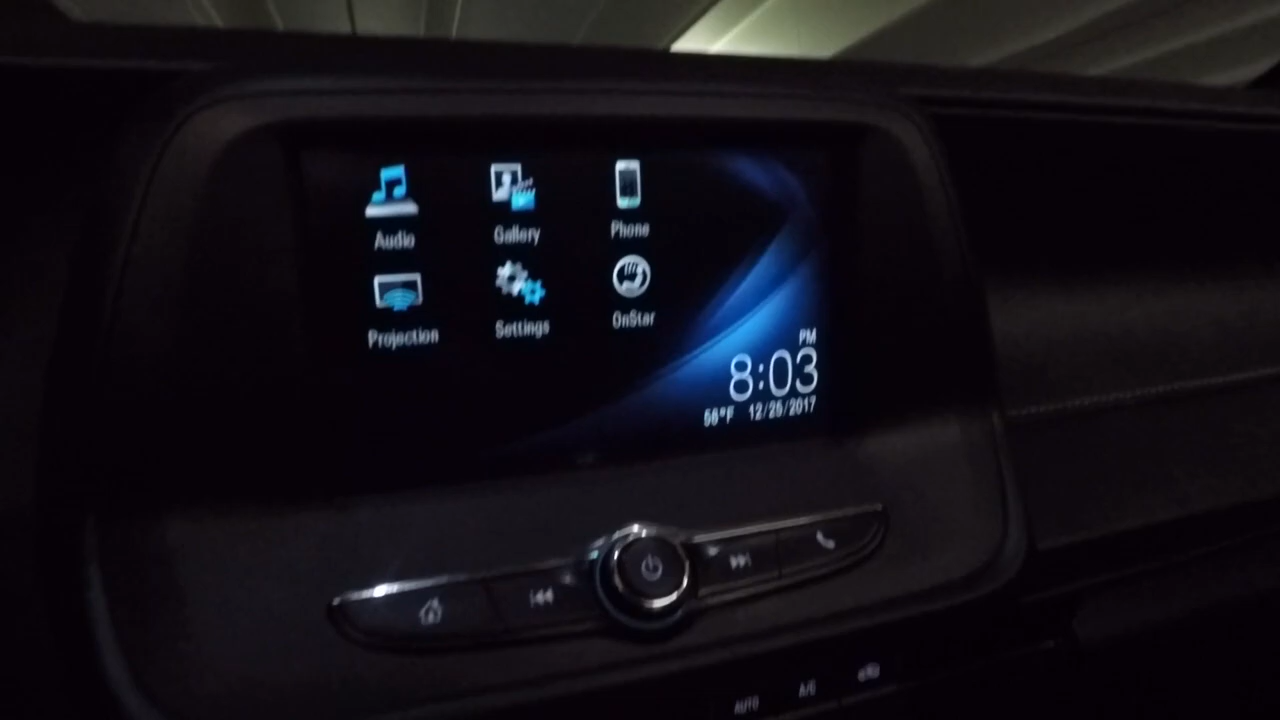 Audio Gallery Phone
Projection Settings OnStar
PM
8:03
56°F 12/25/2017
AUTO A/C